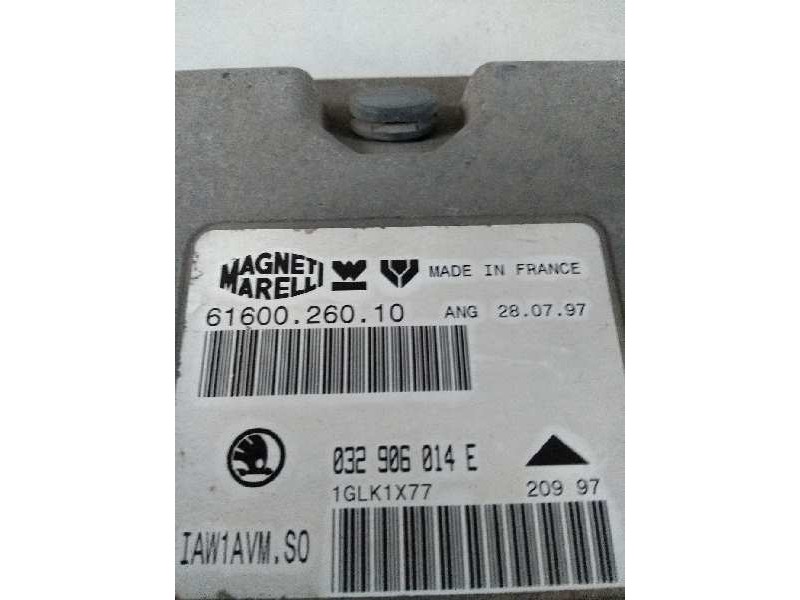 MAGNETI
MARELLI
MADE IN FRANCE
61600.260.10 ANG 28.07.97
032 906 014 E
1GLK1X77 209 97
IAW1AVM.S0